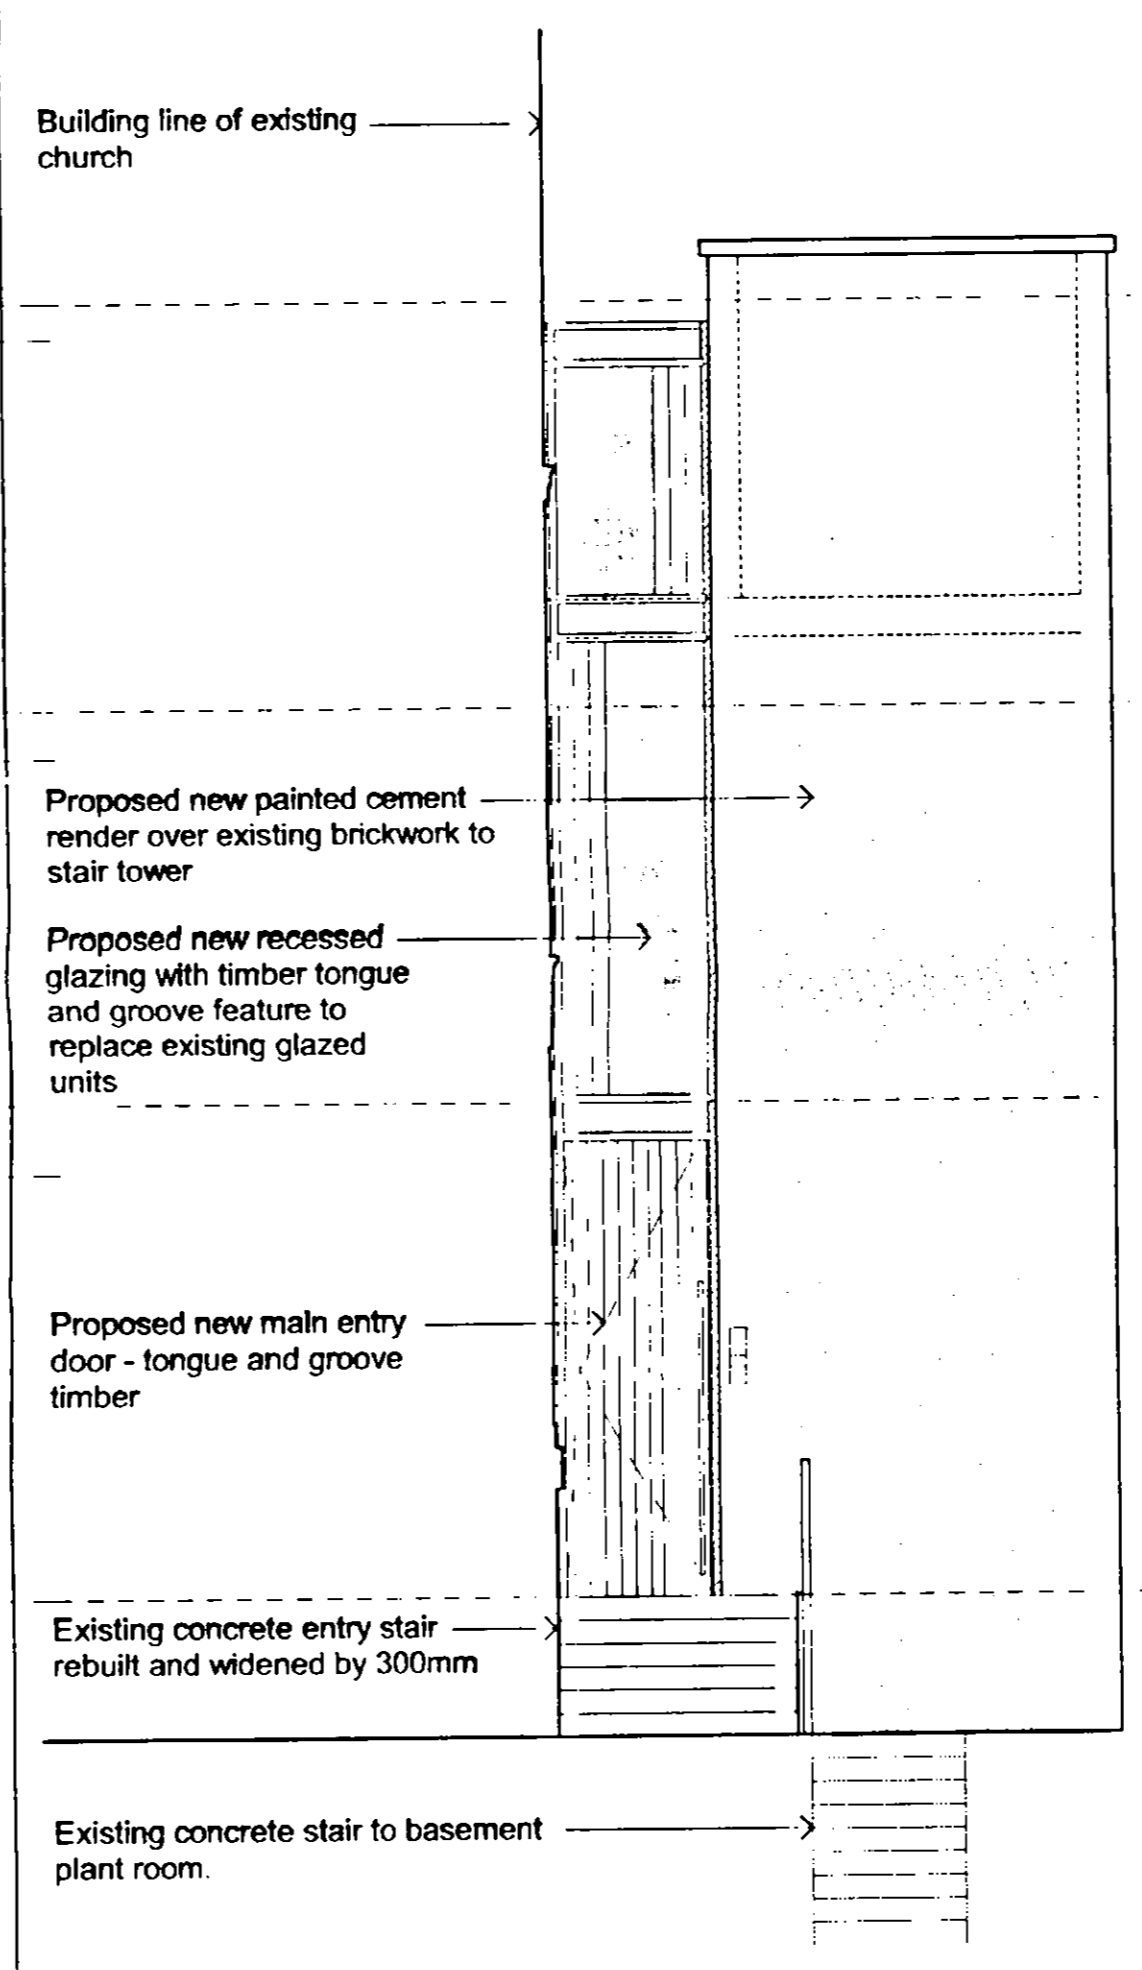 Building line of existing
church
Proposed new painted cement
render over existing brickwork to
stair tower
Proposed new recessed
glazing with timber tongue
and groove feature to
replace existing glazed
units
Proposed new main entry
door - tongue and groove
timber
Existing concrete entry stair
rebuilt and widened by 300mm
Existing concrete stair to basement
plant room.